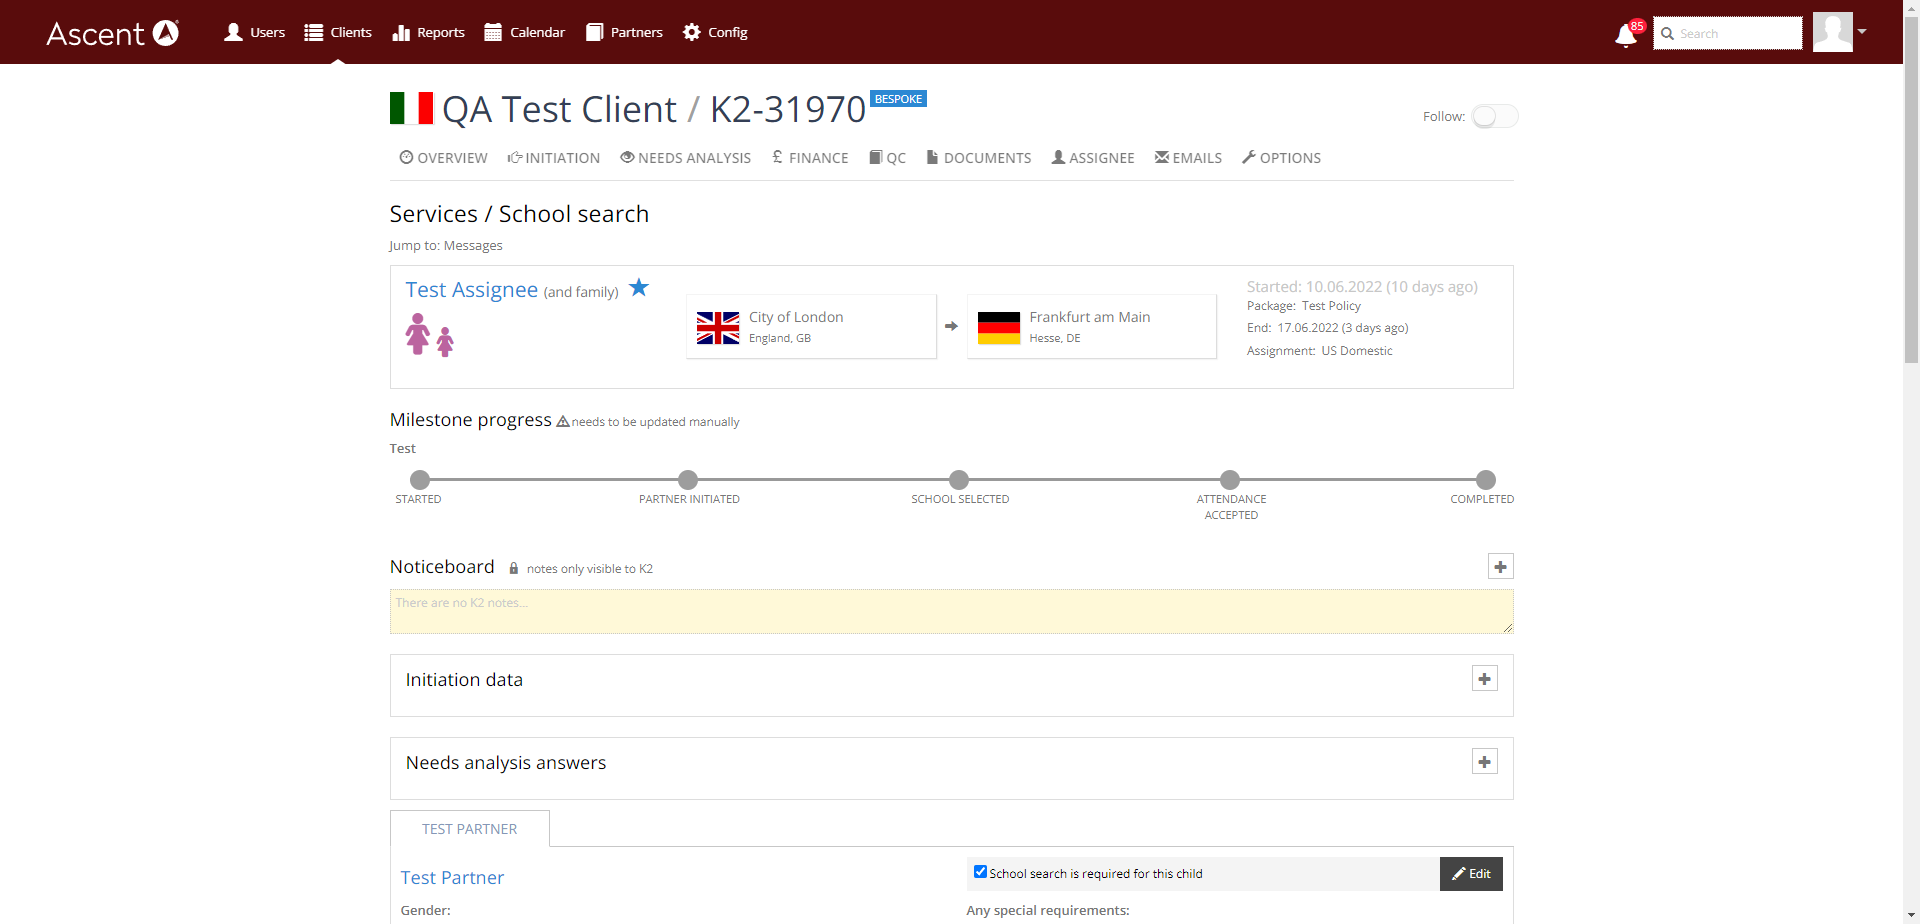 Ascent
Users
Clients
Reports
Calendar
Partners
Config
85
Search
QA Test Client / K2-31970 BESPOKE
Follow:
OVERVIEW
INITIATION
NEEDS ANALYSIS
£ FINANCE
QC
DOCUMENTS
ASSIGNEE
EMAILS
OPTIONS
Services / School search
Jump to: Messages
Test Assignee (and family)
City of London
England, GB
Frankfurt am Main
Hesse, DE
Started: 10.06.2022 (10 days ago)
Package: Test Policy
End: 17.06.2022 (3 days ago)
Assignment: US Domestic
Milestone progress needs to be updated manually
Test
STARTED
PARTNER INITIATED
SCHOOL SELECTED
ATTENDANCE
ACCEPTED
COMPLETED
Noticeboard notes only visible to K2
There are no K2 notes...
Initiation data
Needs analysis answers
TEST PARTNER
Test Partner
School search is required for this child
Edit
Gender:
Any special requirements: